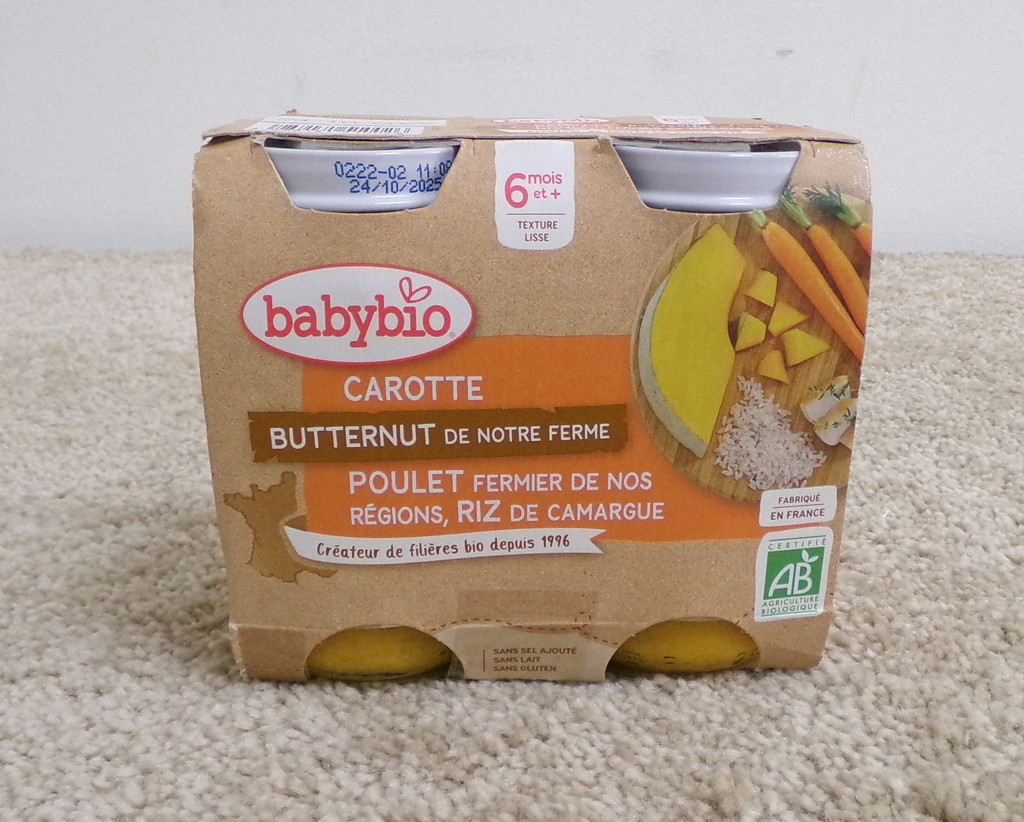 0222-02 11:0
24/10/2025
6 mois
et +
TEXTURE
LISSE
babybio
CAROTTE
BUTTERNUT DE NOTRE FERME
POULET FERMIER DE NOS
RÉGIONS, RIZ DE CAMARGUE
Créateur de filières bio depuis 1996
FABRIQUÉ
EN FRANCE
CERTIFIÉ
AB
AGRICULTURE
BIOLOGIQUE
SANS SEL AJOUTÉ
SANS LAIT
SANS GLUTEN